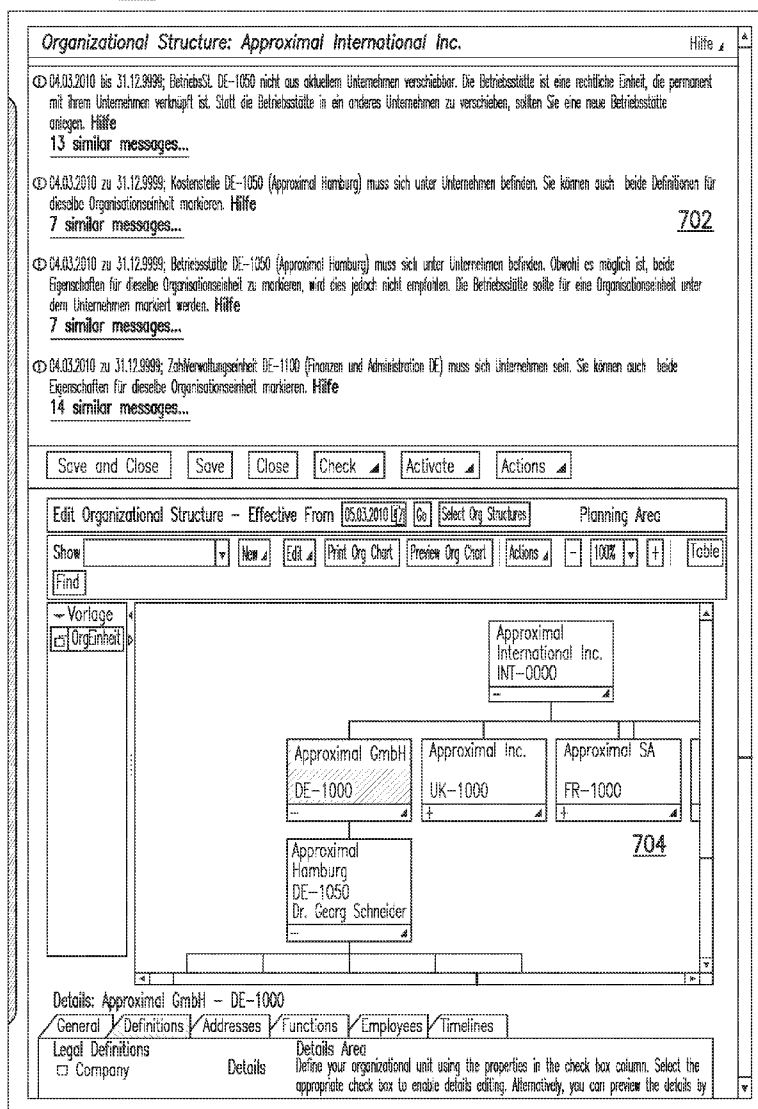 Organizational Structure: Approximal International Inc.
Hilfe
04.03.2010 bis 31.12.9999; BetriebsSt. DE-1050 nicht aus aktuellem Unternehmen verschiebbar. Die Betriebsstätte ist eine rechtliche Einheit, die permanent
mit ihrem Unternehmen verknüpft ist. Statt die Betriebsstätte in ein anderes Unternehmen zu verschieben, sollten Sie eine neue Betriebsstätte
anlegen. Hilfe
13 similar messages...
04.03.2010 zu 31.12.9999; Kostenstelle DE-1050 (Approximal Hamburg) muss sich unter Unternehmen befinden. Sie können auch beide Definitionen für
dieselbe Organisationseinheit markieren. Hilfe
7 similar messages...
702
04.03.2010 zu 31.12.9999; Betriebsstätte DE-1050 (Approximal Hamburg) muss sich unter Unternehmen befinden. Obwohl es möglich ist, beide
Eigenschaften für dieselbe Organisationseinheit zu markieren, wird dies jedoch nicht empfohlen. Die Betriebsstätte sollte für eine Organisationseinheit unter
dem Unternehmen markiert werden. Hilfe
7 similar messages...
04.03.2010 zu 31.12.9999; ZahlVerwaltungseinheit DE-1100 (Finanzen und Administration DE) muss sich Unternehmen sein. Sie können auch beide
Eigenschaften für dieselbe Organisationseinheit markieren. Hilfe
14 similar messages...
Save and Close Save Close Check Activate Actions
Edit Organizational Structure - Effective From 05.03.2010 Go Select Org Structures Planning Area
Show New Edit Print Org Chart Preview Org Chart Actions - 100% + Table
Find
Vorlage
OrgEinheit
Approximal
International Inc.
INT-0000
Approximal GmbH
DE-1000
Approximal Inc.
UK-1000
Approximal SA
FR-1000
704
Approximal
Hamburg
DE-1050
Dr. Georg Schneider
Details: Approximal GmbH - DE-1000
General Definitions Addresses Functions Employees Timelines
Legal Definitions
Company
Details
Details Area
Define your organizational unit using the properties in the check box column. Select the
appropriate check box to enable details editing. Alternatively, you can preview the details by